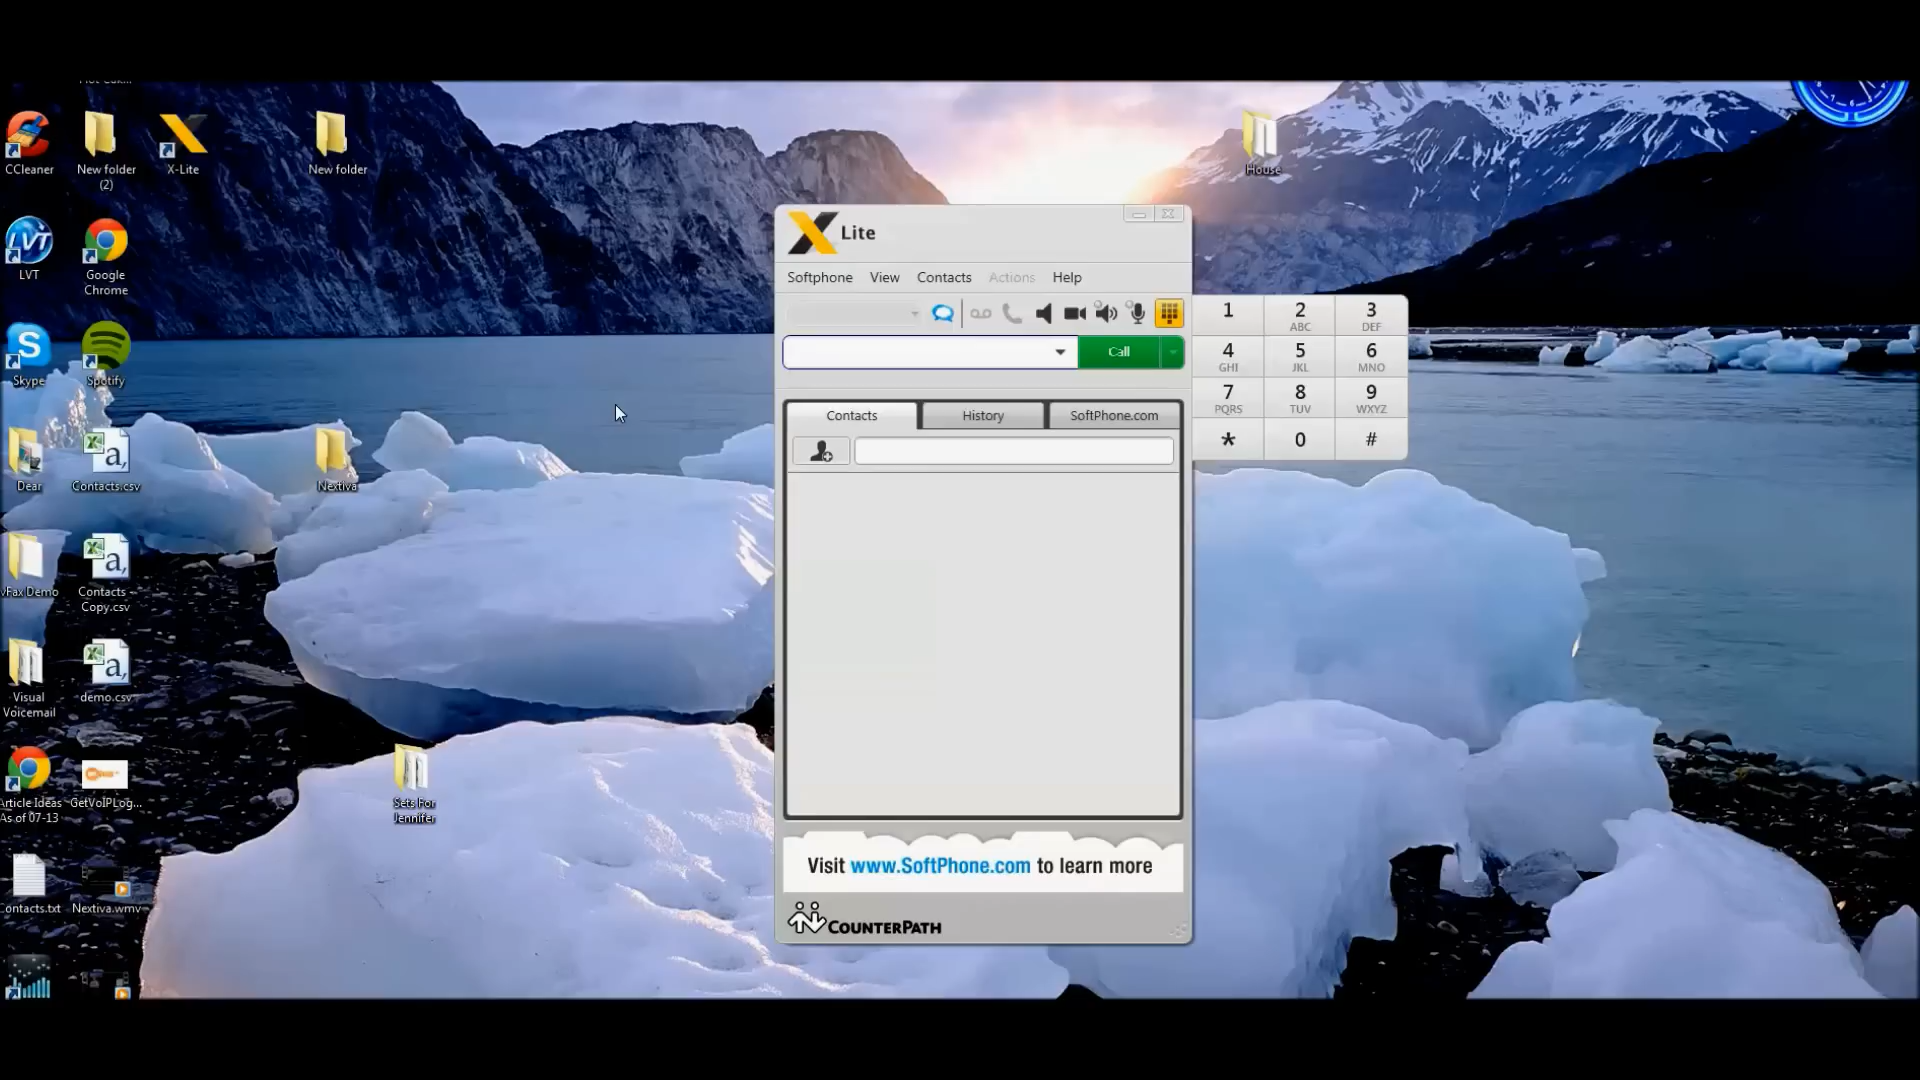 CCleaner
New folder
(2)
X-Lite
New folder
House
LVT
LVT
Google
Chrome
S
Skype
Spotify
Dear
a,
Contacts.csv
Nextiva
Fax Demo
a,
Contacts -
Copy.csv
Visual
Voicemail
a,
demo.csv
Article Ideas
As of 07-13
GetVoIPLog...
Sets For
Jennifer
ontacts.txt
Nextiva.wmv
X Lite
Softphone View Contacts Actions Help
Call
Contacts History SoftPhone.com
Visit www.SoftPhone.com to learn more
COUNTERPATH
1 2 3
ABC DEF
4 5 6
GHI JKL MNO
7 8 9
PQRS TUV WXYZ
* 0 #